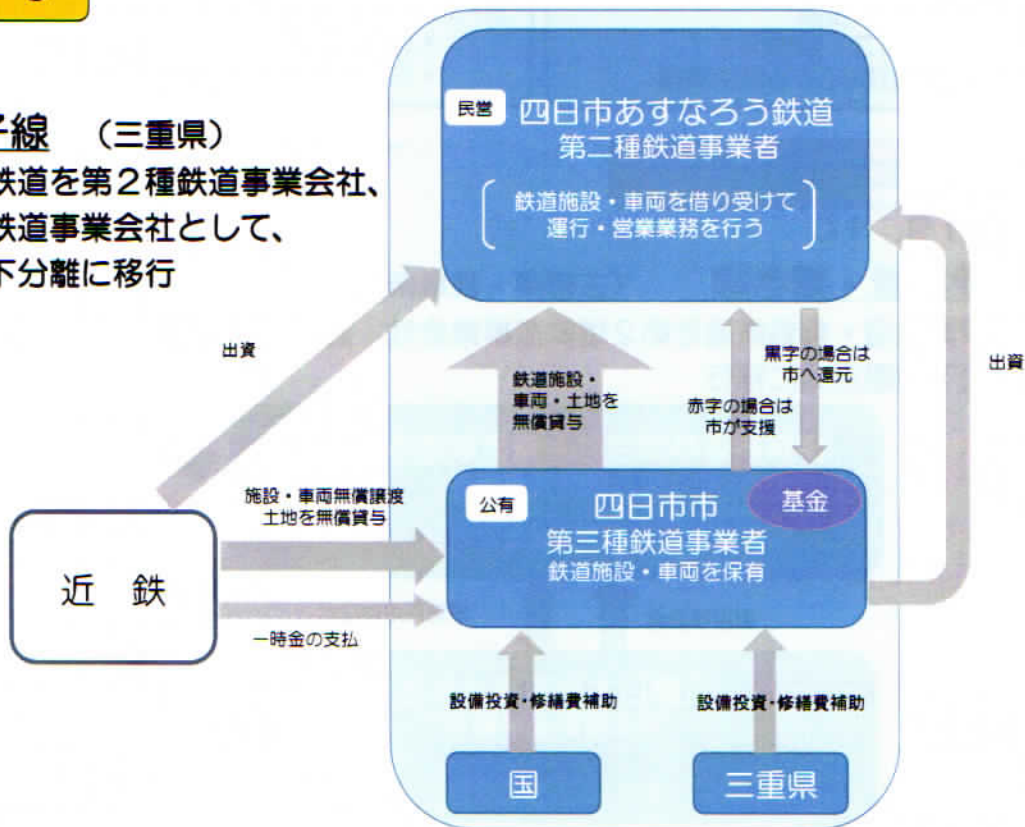 線 （三重県）
鉄道を第2種鉄道事業会社、
鉄道事業会社として、
下分離に移行
民営
四日市あすなろう鉄道
第二種鉄道事業者
鉄道施設・車両を借り受けて
運行・営業業務を行う
出資
鉄道施設・
車両・土地を
無償貸与
黒字の場合は
市へ還元
赤字の場合は
市が支援
出資
施設・車両無償譲渡
土地を無償貸与
公有
四日市市
基金
第三種鉄道事業者
鉄道施設・車両を保有
近 鉄
一時金の支払
設備投資・修繕費補助
設備投資・修繕費補助
国
三重県